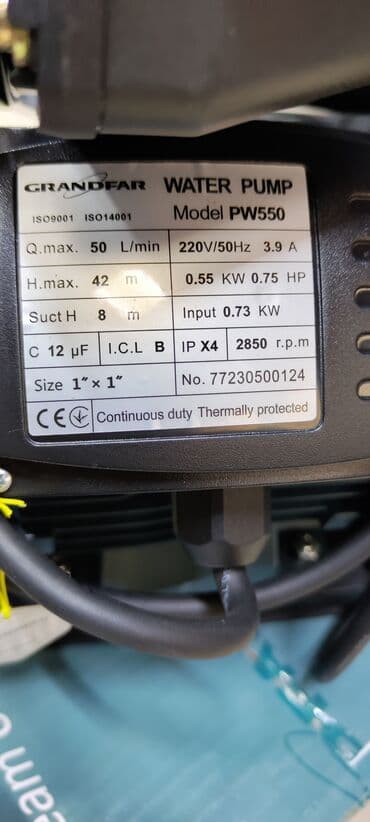 GRANDFAR WATER PUMP
ISO9001 ISO14001 Model PW550
Q.max. 50 L/min 220V/50Hz 3.9 A
H.max. 42 m 0.55 KW 0.75 HP
Suct H 8 m Input 0.73 KW
C 12 µF I.C.L B IP X4 2850 r.p.m
Size 1″×1″ No. 77230500124
CE Continuous duty Thermally protected
eam o